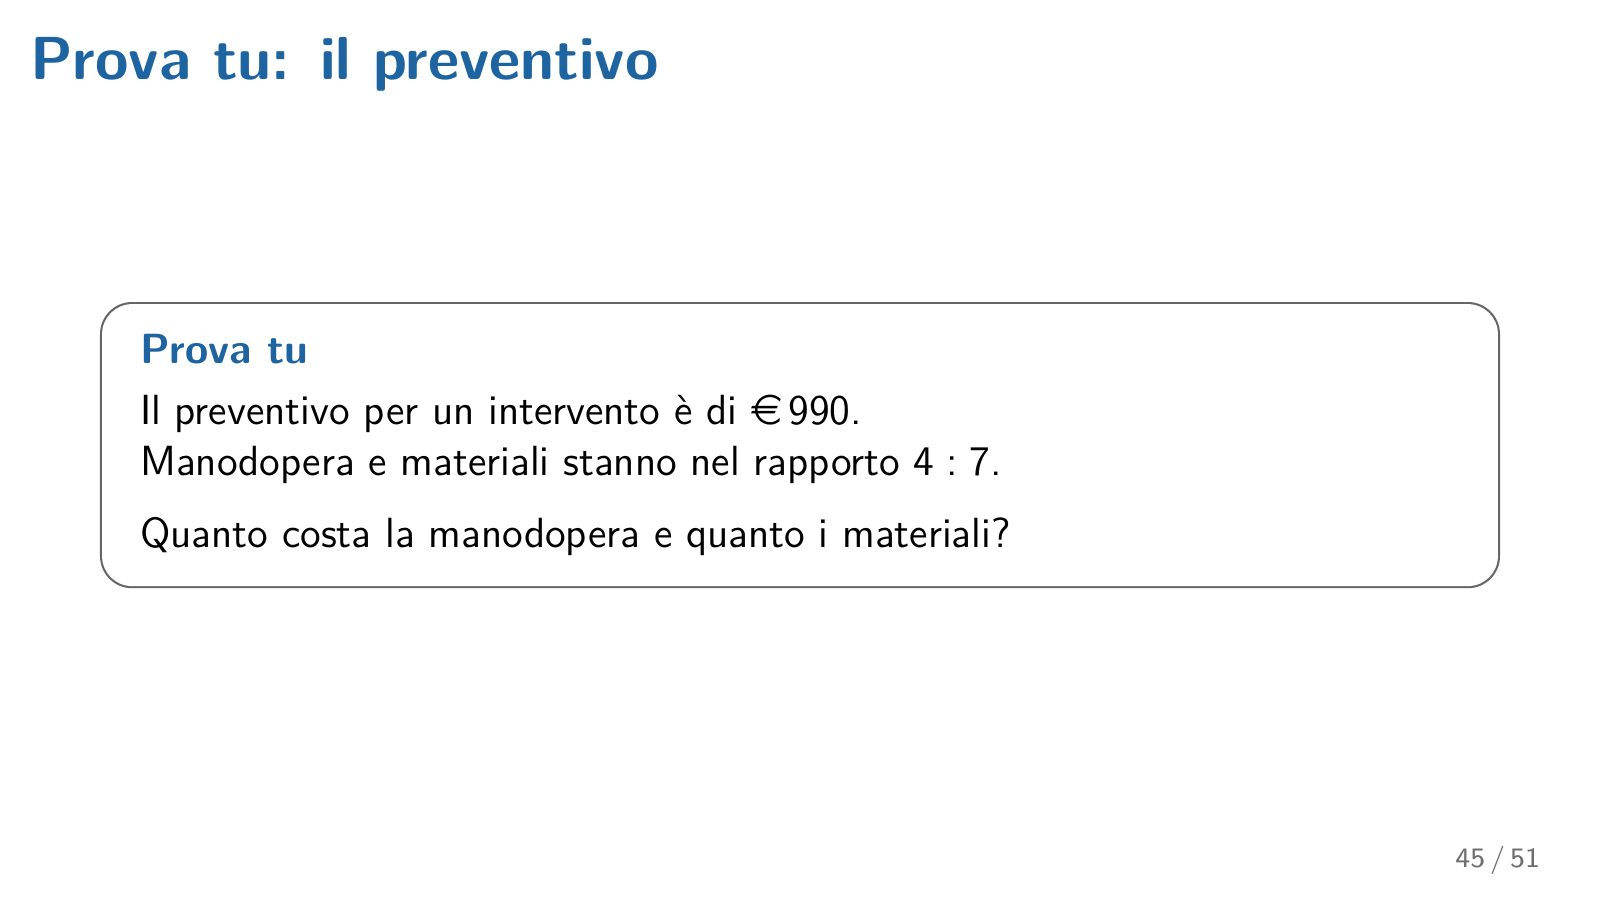 Prova tu: il preventivo
Prova tu
Il preventivo per un intervento è di €990.
Manodopera e materiali stanno nel rapporto 4 : 7.
Quanto costa la manodopera e quanto i materiali?
45 / 51